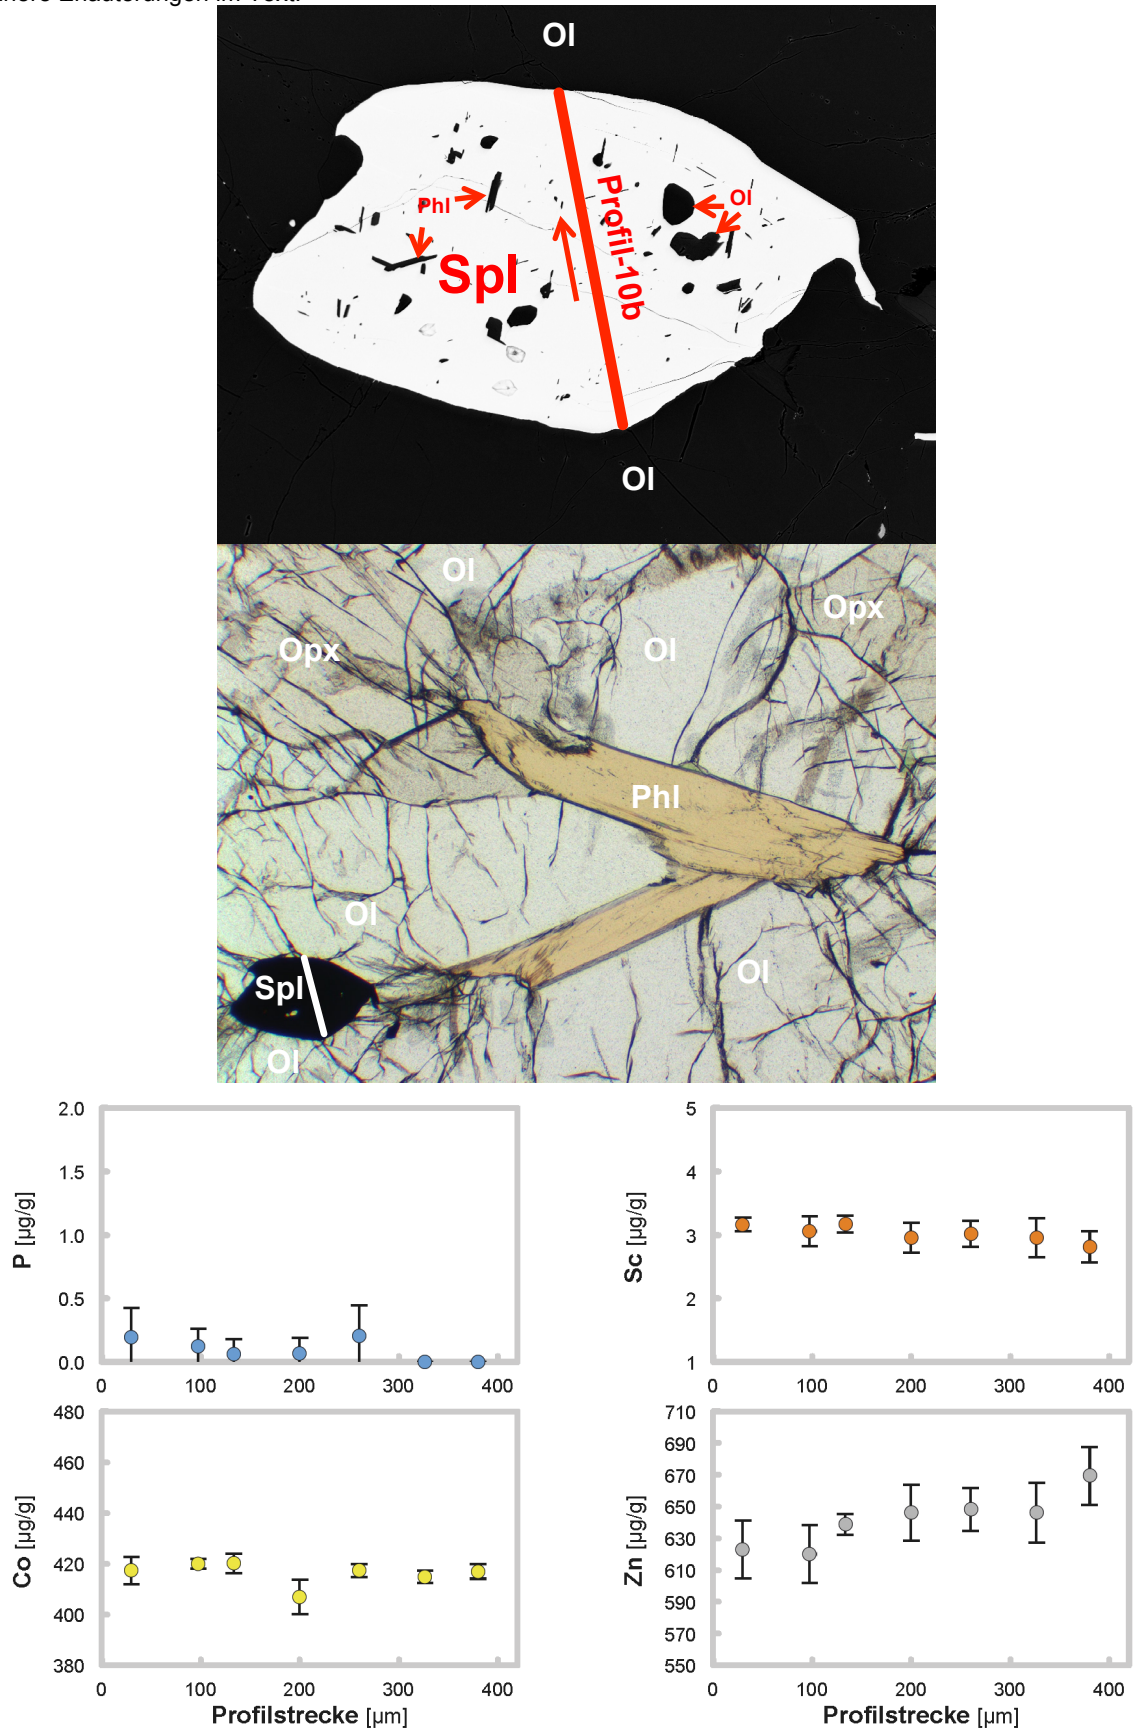 Ol
Phl
Ol
Spl
Profil-10b
Ol
Ol
Opx
Opx
Ol
Phl
Ol
Ol
Spl
Ol
2.0
1.5
1.0
0.5
0.0
P [µg/g]
0 100 200 300 400
5
4
3
2
1
Sc [µg/g]
0 100 200 300 400
480
460
440
420
400
380
Co [µg/g]
0 100 200 300 400
Profilstrecke [µm]
710
690
670
650
630
610
590
570
550
Zn [µg/g]
0 100 200 300 400
Profilstrecke [µm]